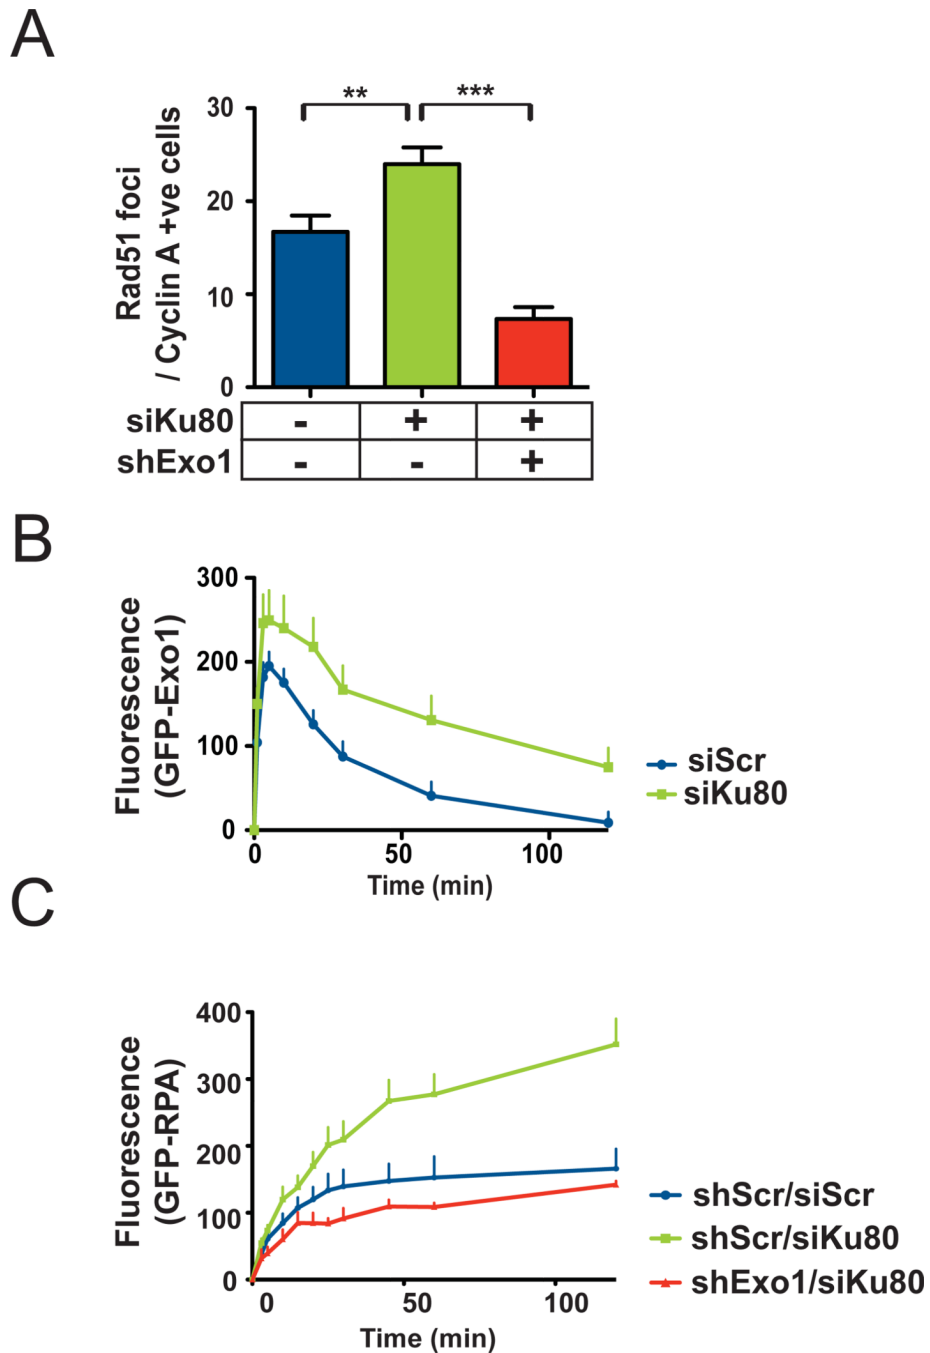 A
** ***
Rad51 foci
/ Cyclin A +ve cells
30
20
10
0
siKu80 - + +
shExo1 - - +
B
Fluorescence
(GFP-Exo1)
300
200
100
0
0 50 100
Time (min)
siScr
siKu80
C
Fluorescence
(GFP-RPA)
400
300
200
100
0
0 50 100
Time (min)
shScr/siScr
shScr/siKu80
shExo1/siKu80